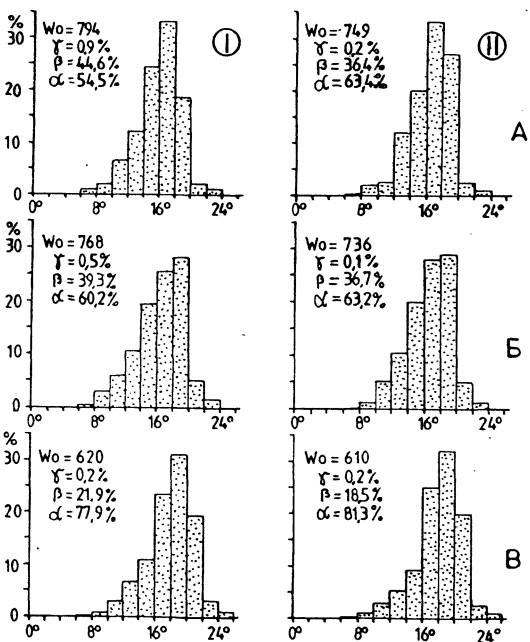 %
30
20
10
0
Wo=794
γ=0,9%
β=44,6%
α=54,5%
I
0° 8° 16° 24°
Wo=749
γ=0,2%
β=36,4%
α=63,4%
II
А
0° 8° 16° 24°
30
20
10
0
Wo=768
γ=0,5%
β=39,3%
α=60,2%
0° 8° 16° 24°
Wo=736
γ=0,1%
β=36,7%
α=63,2%
Б
0° 8° 16° 24°
%
30
20
10
0
Wo=620
γ=0,2%
β=21,9%
α=77,9%
0° 8° 16° 24°
Wo=610
γ=0,2%
β=18,5%
α=81,3%
В
0° 8° 16° 24°